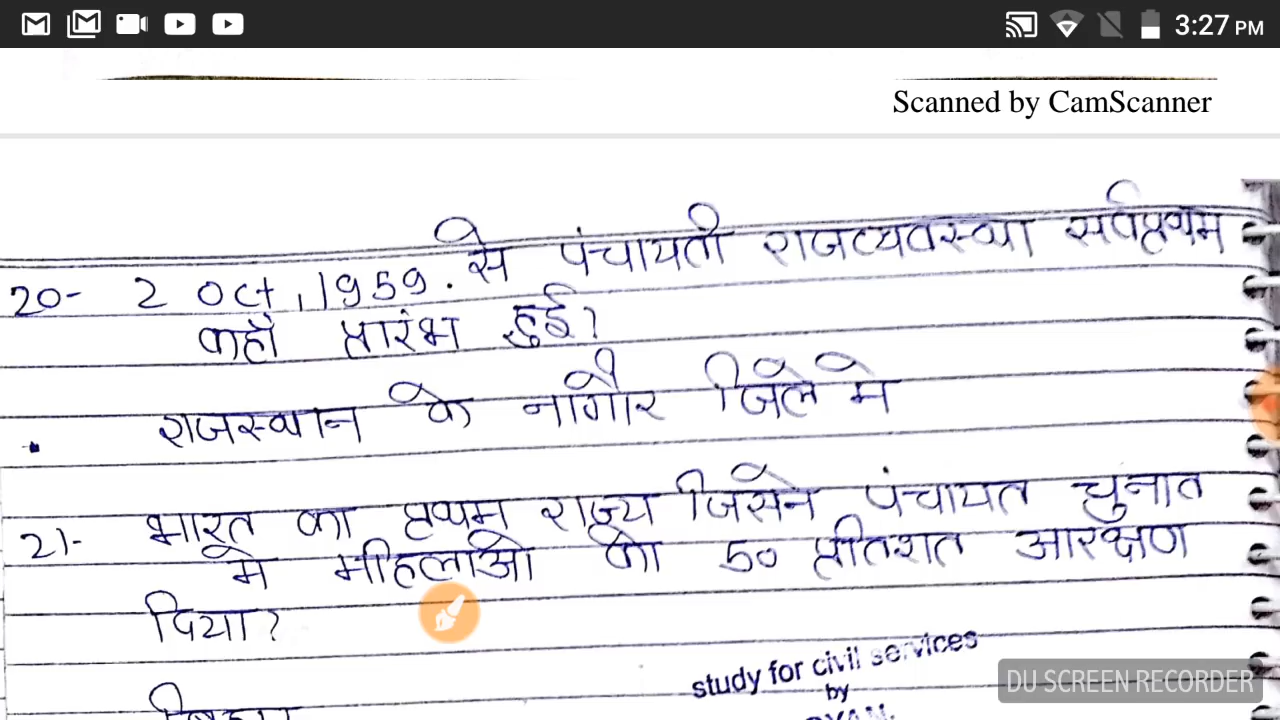 3:27 PM
Scanned by CamScanner
20- 2 Oct, 1959. से पंचायती राजव्यवस्था सर्वप्रथम
कहाँ प्रारंभ हुई?
राजस्थान के नागौर जिले मे
21- भारत का प्रथम राज्य जिसने पंचायत चुनाव
मे महिलाओ को 50 प्रतिशत आरक्षण
दिया?
study for civil services
by
DU SCREEN RECORDER